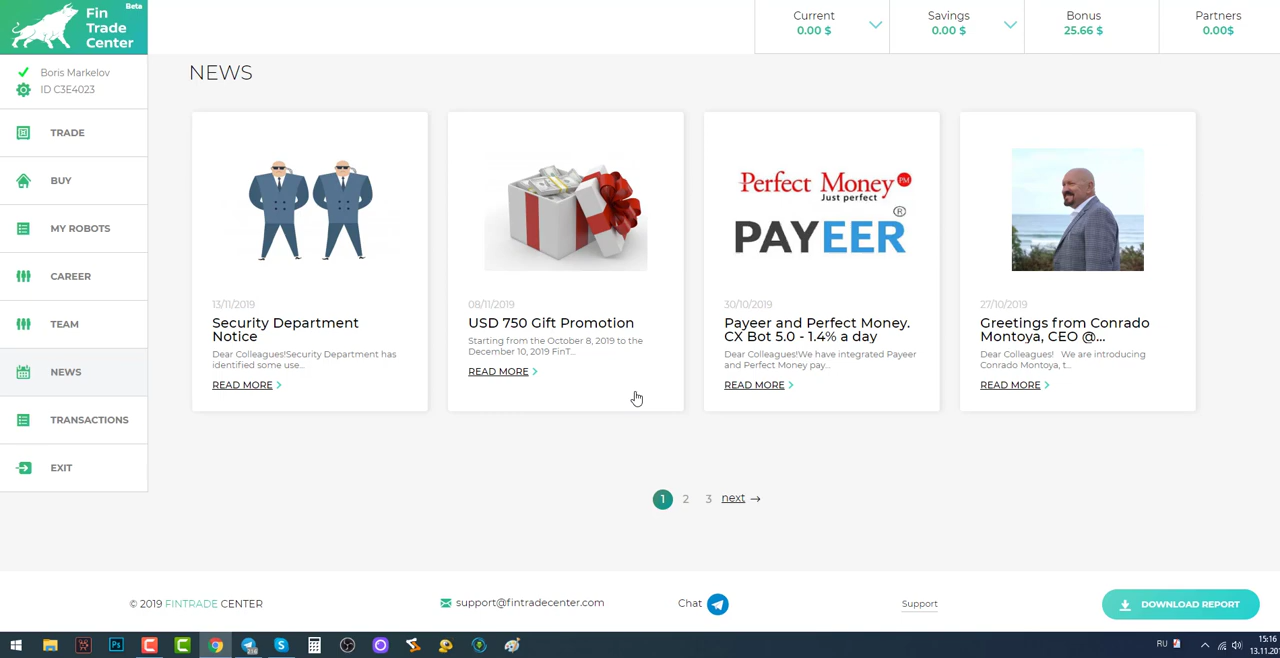 Beta
Fin
Trade
Center
Current
0.00 $
Savings
0.00 $
Bonus
25.66 $
Partners
0.00$
Boris Markelov
ID C3E4023
TRADE
BUY
MY ROBOTS
CAREER
TEAM
NEWS
TRANSACTIONS
EXIT
NEWS
13/11/2019
Security Department
Notice
Dear Colleagues!Security Department has
identified some use...
READ MORE
08/11/2019
USD 750 Gift Promotion
Starting from the October 8, 2019 to the
December 10, 2019 FinT...
READ MORE
Perfect Money PM
Just perfect
PAYEER ®
30/10/2019
Payeer and Perfect Money.
CX Bot 5.0 - 1.4% a day
Dear Colleagues!We have integrated Payeer
and Perfect Money pay...
READ MORE
27/10/2019
Greetings from Conrado
Montoya, CEO @...
Dear Colleagues! We are introducing
Conrado Montoya, t...
READ MORE
1 2 3 next →
© 2019 FINTRADE CENTER
support@fintradecenter.com
Chat
Support
DOWNLOAD REPORT
Ps
RU
15:16
13.11.201